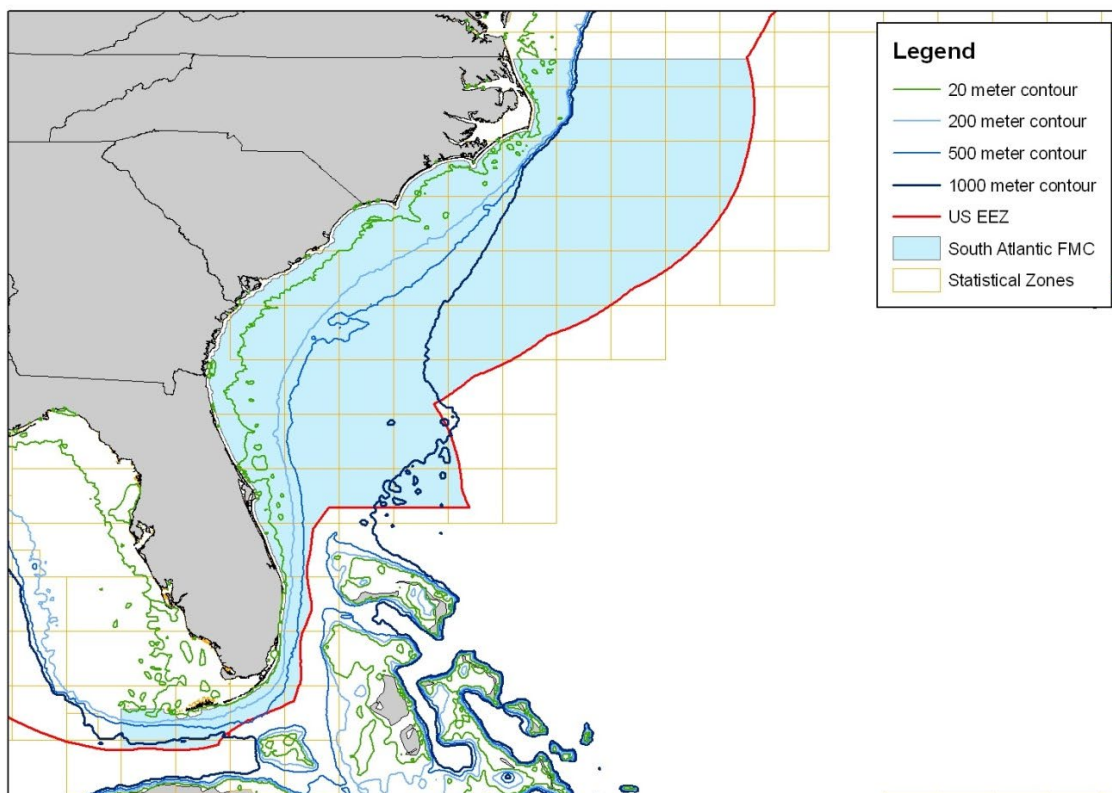 Legend
20 meter contour
200 meter contour
500 meter contour
1000 meter contour
US EEZ
South Atlantic FMC
Statistical Zones